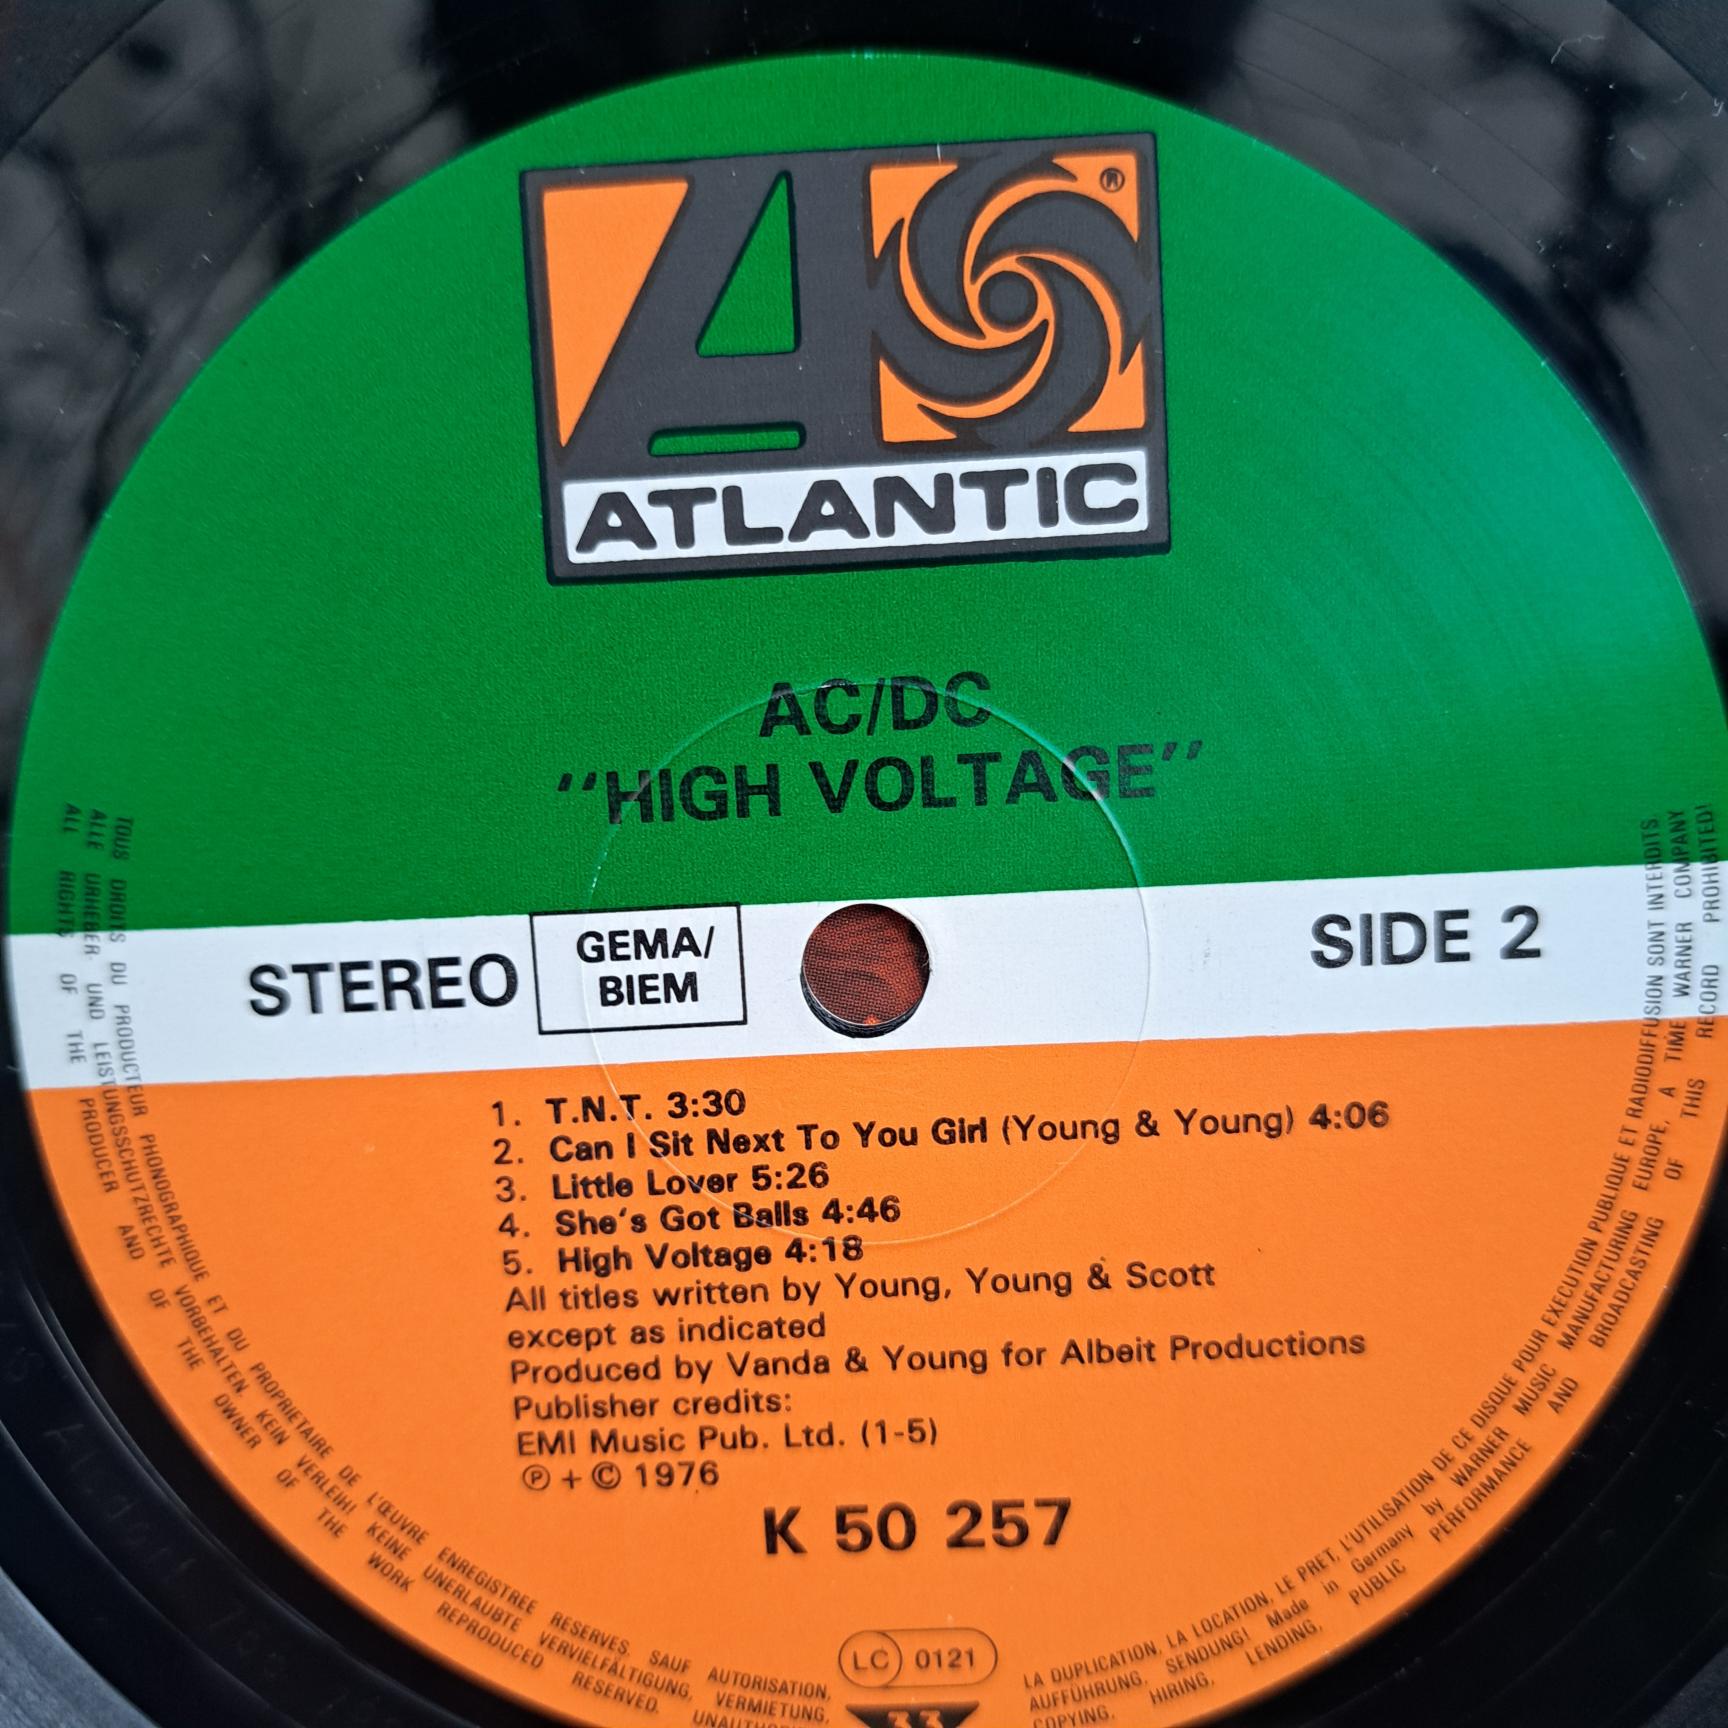 ®
ATLANTIC
AC/DC
"HIGH VOLTAGE"
STEREO
GEMA/
BIEM
SIDE 2
1. T.N.T. 3:30
2. Can I Sit Next To You Girl (Young & Young) 4:06
3. Little Lover 5:26
4. She's Got Balls 4:46
5. High Voltage 4:18
All titles written by Young, Young & Scott
except as indicated
Produced by Vanda & Young for Albeit Productions
Publisher credits:
EMI Music Pub. Ltd. (1-5)
℗ + © 1976
K 50 257
LC 0121
33
TOUS DROITS DU PRODUCTEUR PHONOGRAPHIQUE ET DU PROPRIETAIRE DE L'ŒUVRE ENREGISTREE RESERVES. SAUF AUTORISATION, LA DUPLICATION, LA LOCATION, LE PRET, L'UTILISATION DE CE DISQUE POUR EXECUTION PUBLIQUE ET RADIODIFFUSION SONT INTERDITS
ALLE URHEBER UND LEISTUNGSSCHUTZRECHTE VORBEHALTEN. KEIN VERLEIH! KEINE UNERLAUBTE VERVIELFÄLTIGUNG, VERMIETUNG, AUFFÜHRUNG, SENDUNG! Made in Germany by WARNER MUSIC MANUFACTURING EUROPE, A TIME WARNER COMPANY
ALL RIGHTS OF THE PRODUCER AND OF THE OWNER OF THE WORK REPRODUCED RESERVED. COPYING, HIRING, LENDING, PUBLIC PERFORMANCE AND BROADCASTING OF THIS RECORD PROHIBITED!